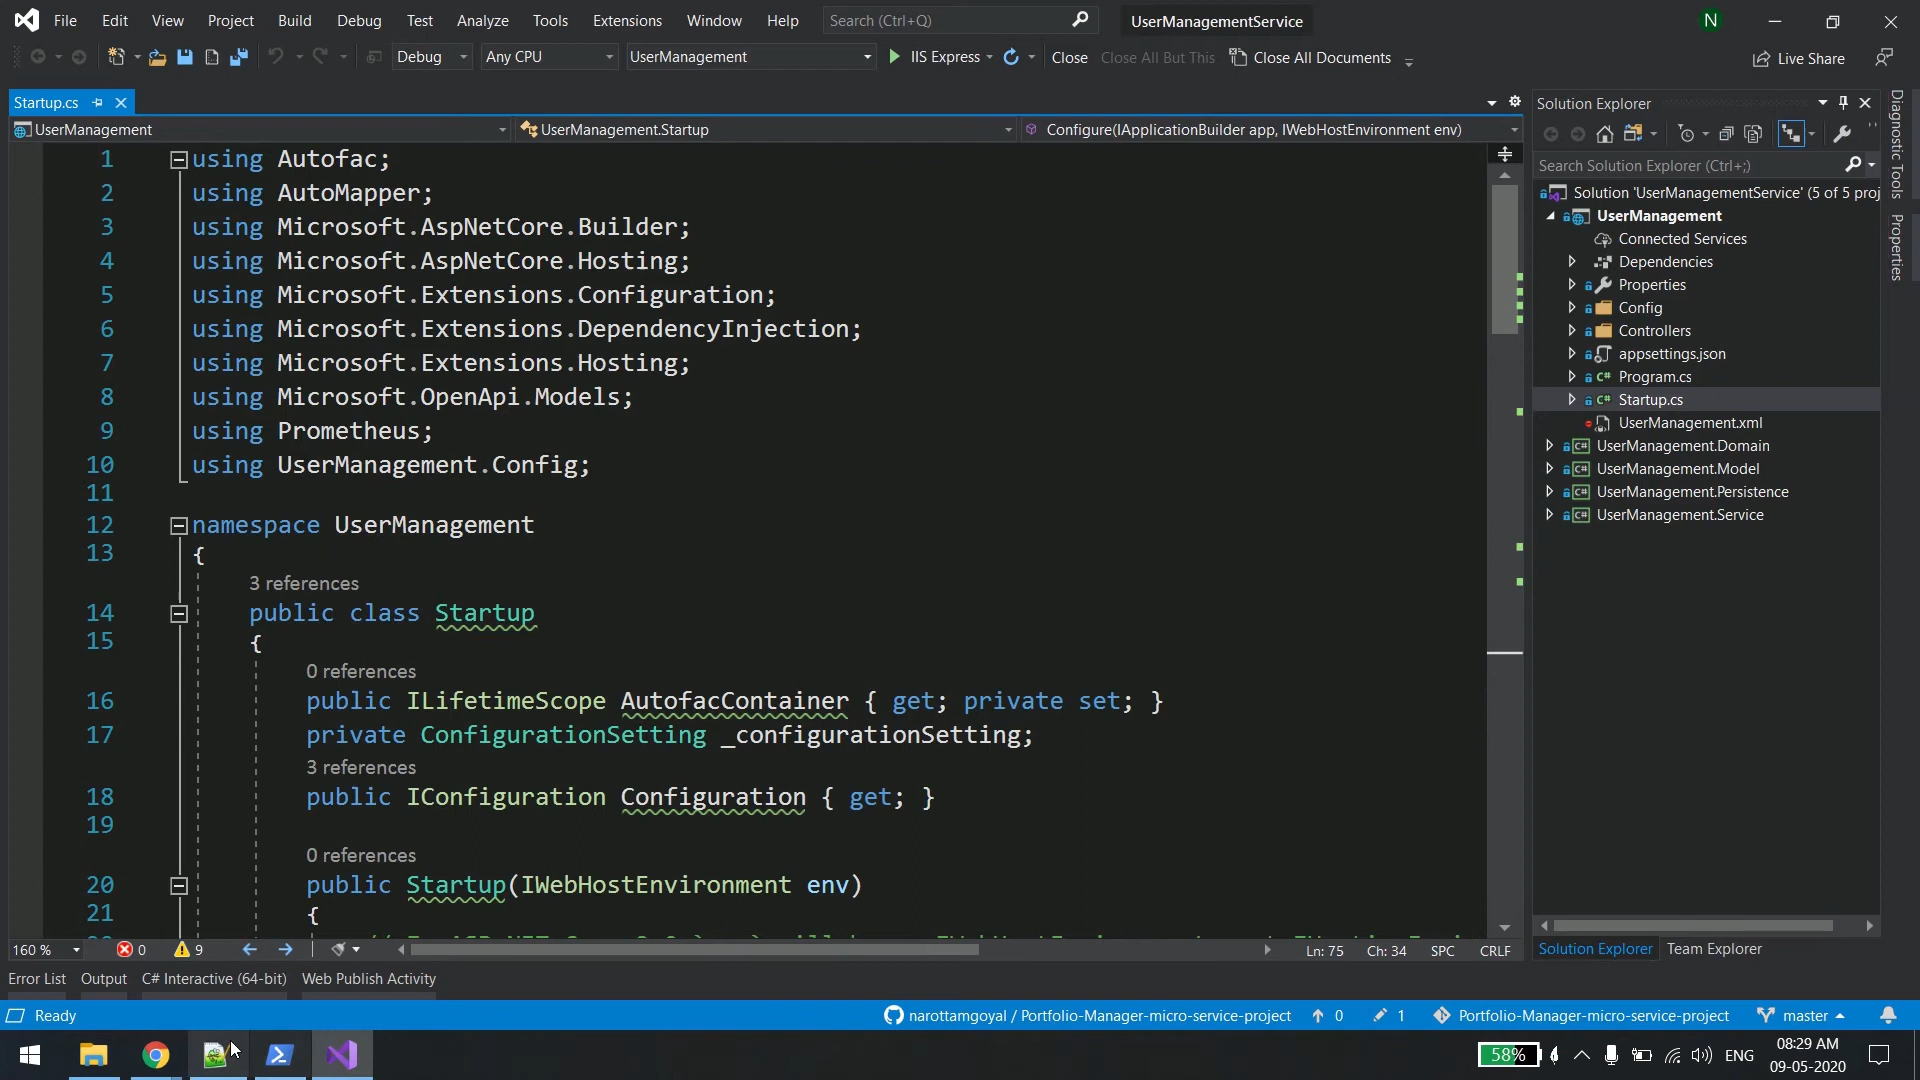 File Edit View Project Build Debug Test Analyze Tools Extensions Window Help Search (Ctrl+Q) UserManagementService N
Debug Any CPU UserManagement IIS Express Close Close All But This Close All Documents Live Share
Startup.cs
UserManagement UserManagement.Startup Configure(IApplicationBuilder app, IWebHostEnvironment env)
1 using Autofac;
2 using AutoMapper;
3 using Microsoft.AspNetCore.Builder;
4 using Microsoft.AspNetCore.Hosting;
5 using Microsoft.Extensions.Configuration;
6 using Microsoft.Extensions.DependencyInjection;
7 using Microsoft.Extensions.Hosting;
8 using Microsoft.OpenApi.Models;
9 using Prometheus;
10 using UserManagement.Config;
11
12 namespace UserManagement
13 {
3 references
14 public class Startup
15 {
0 references
16 public ILifetimeScope AutofacContainer { get; private set; }
17 private ConfigurationSetting _configurationSetting;
3 references
18 public IConfiguration Configuration { get; }
19
0 references
20 public Startup(IWebHostEnvironment env)
21 {
160 % 0 9 Ln: 75 Ch: 34 SPC CRLF
Solution Explorer
Search Solution Explorer (Ctrl+;)
Solution 'UserManagementService' (5 of 5 proj
UserManagement
Connected Services
Dependencies
Properties
Config
Controllers
appsettings.json
C# Program.cs
C# Startup.cs
UserManagement.xml
C# UserManagement.Domain
C# UserManagement.Model
C# UserManagement.Persistence
C# UserManagement.Service
Solution Explorer Team Explorer
Diagnostic Tools
Properties
Error List Output C# Interactive (64-bit) Web Publish Activity
Ready narottamgoyal / Portfolio-Manager-micro-service-project 0 1 Portfolio-Manager-micro-service-project master
58% ENG 08:29 AM
09-05-2020